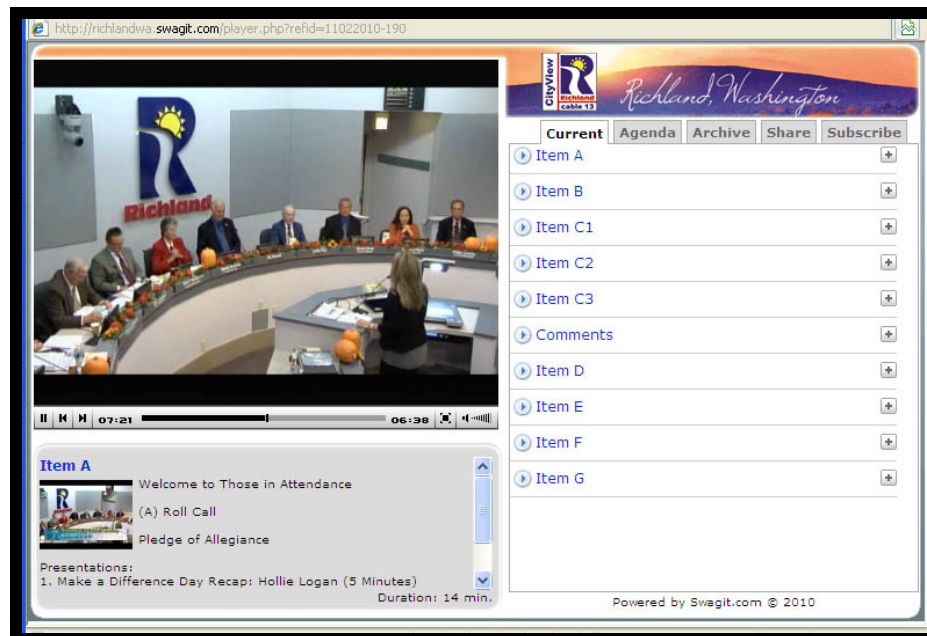 http://richlandwa.swagit.com/player.php?refid=11022010-190
Richland
CityView
Richland
cable 13
Richland, Washington
Current Agenda Archive Share Subscribe
Item A
Item B
Item C1
Item C2
Item C3
Comments
Item D
Item E
Item F
Item G
07:21 06:38
Item A
Welcome to Those in Attendance
(A) Roll Call
Pledge of Allegiance
Presentations:
1. Make a Difference Day Recap: Hollie Logan (5 Minutes)
Duration: 14 min.
Powered by Swagit.com © 2010